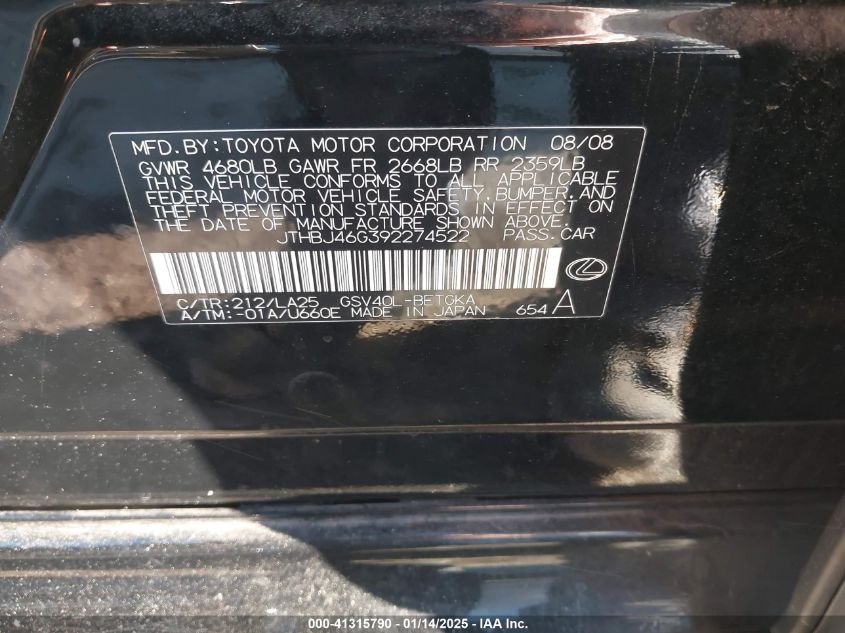 MFD.BY:TOYOTA MOTOR CORPORATION 08/08
GVWR 4680LB GAWR FR 2668LB RR 2359LB
THIS VEHICLE CONFORMS TO ALL APPLICABLE
FEDERAL MOTOR VEHICLE SAFETY,BUMPER,AND
THEFT PREVENTION STANDARDS IN EFFECT ON
THE DATE OF MANUFACTURE SHOWN ABOVE.
JTHBJ46G392274522 PASS.CAR
C/TR:212/LA25 GSV40L-BETGKA
A/TM:-01A/U660E MADE IN JAPAN 654 A
000-41315790 - 01/14/2025 - IAA Inc.